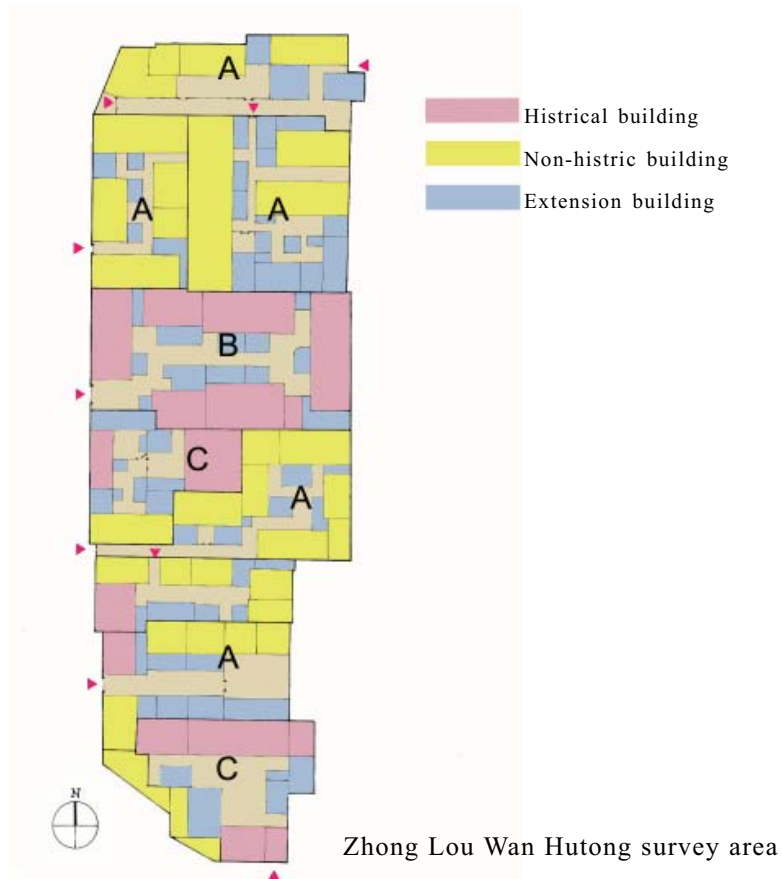 A
Histrical building
Non-histric building
Extension building
A
A
B
C
A
A
C
N
Zhong Lou Wan Hutong survey area